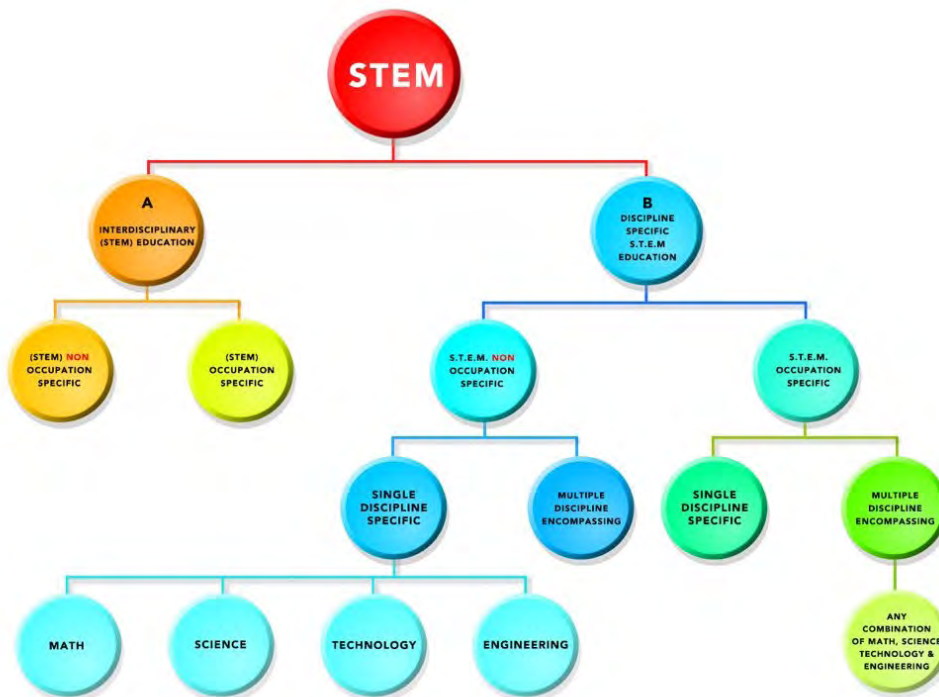 STEM
A
INTERDISCIPLINARY
(STEM) EDUCATION
B
DISCIPLINE
SPECIFIC
S.T.E.M
EDUCATION
(STEM) NON
OCCUPATION
SPECIFIC
(STEM)
OCCUPATION
SPECIFIC
S.T.E.M. NON
OCCUPATION
SPECIFIC
S.T.E.M.
OCCUPATION
SPECIFIC
SINGLE
DISCIPLINE
SPECIFIC
MULTIPLE
DISCIPLINE
ENCOMPASSING
SINGLE
DISCIPLINE
SPECIFIC
MULTIPLE
DISCIPLINE
ENCOMPASSING
MATH
SCIENCE
TECHNOLOGY
ENGINEERING
ANY
COMBINATION
OF MATH, SCIENCE
TECHNOLOGY &
ENGINEERING